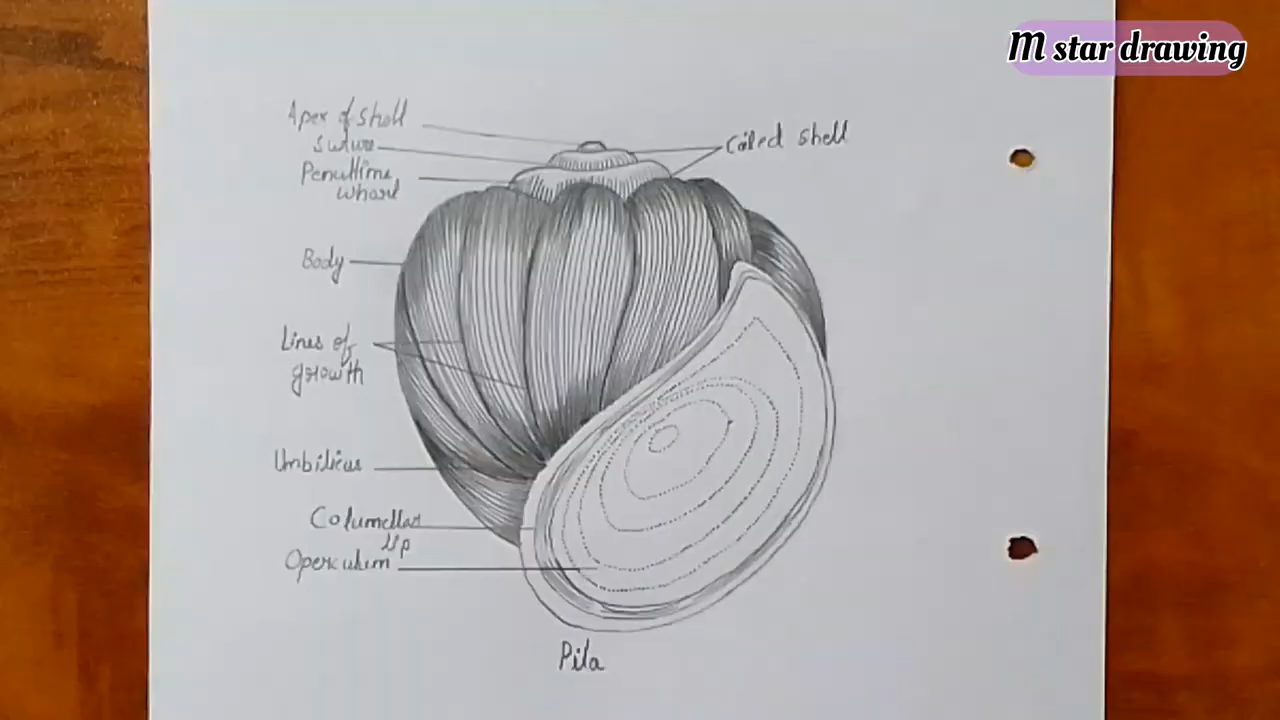 M star drawing
Apex of shell
Suture
Penultime
whorl
Coiled shell
Body
Lines of
growth
Umbilicus
Columellar
lip
Operculum
Pila